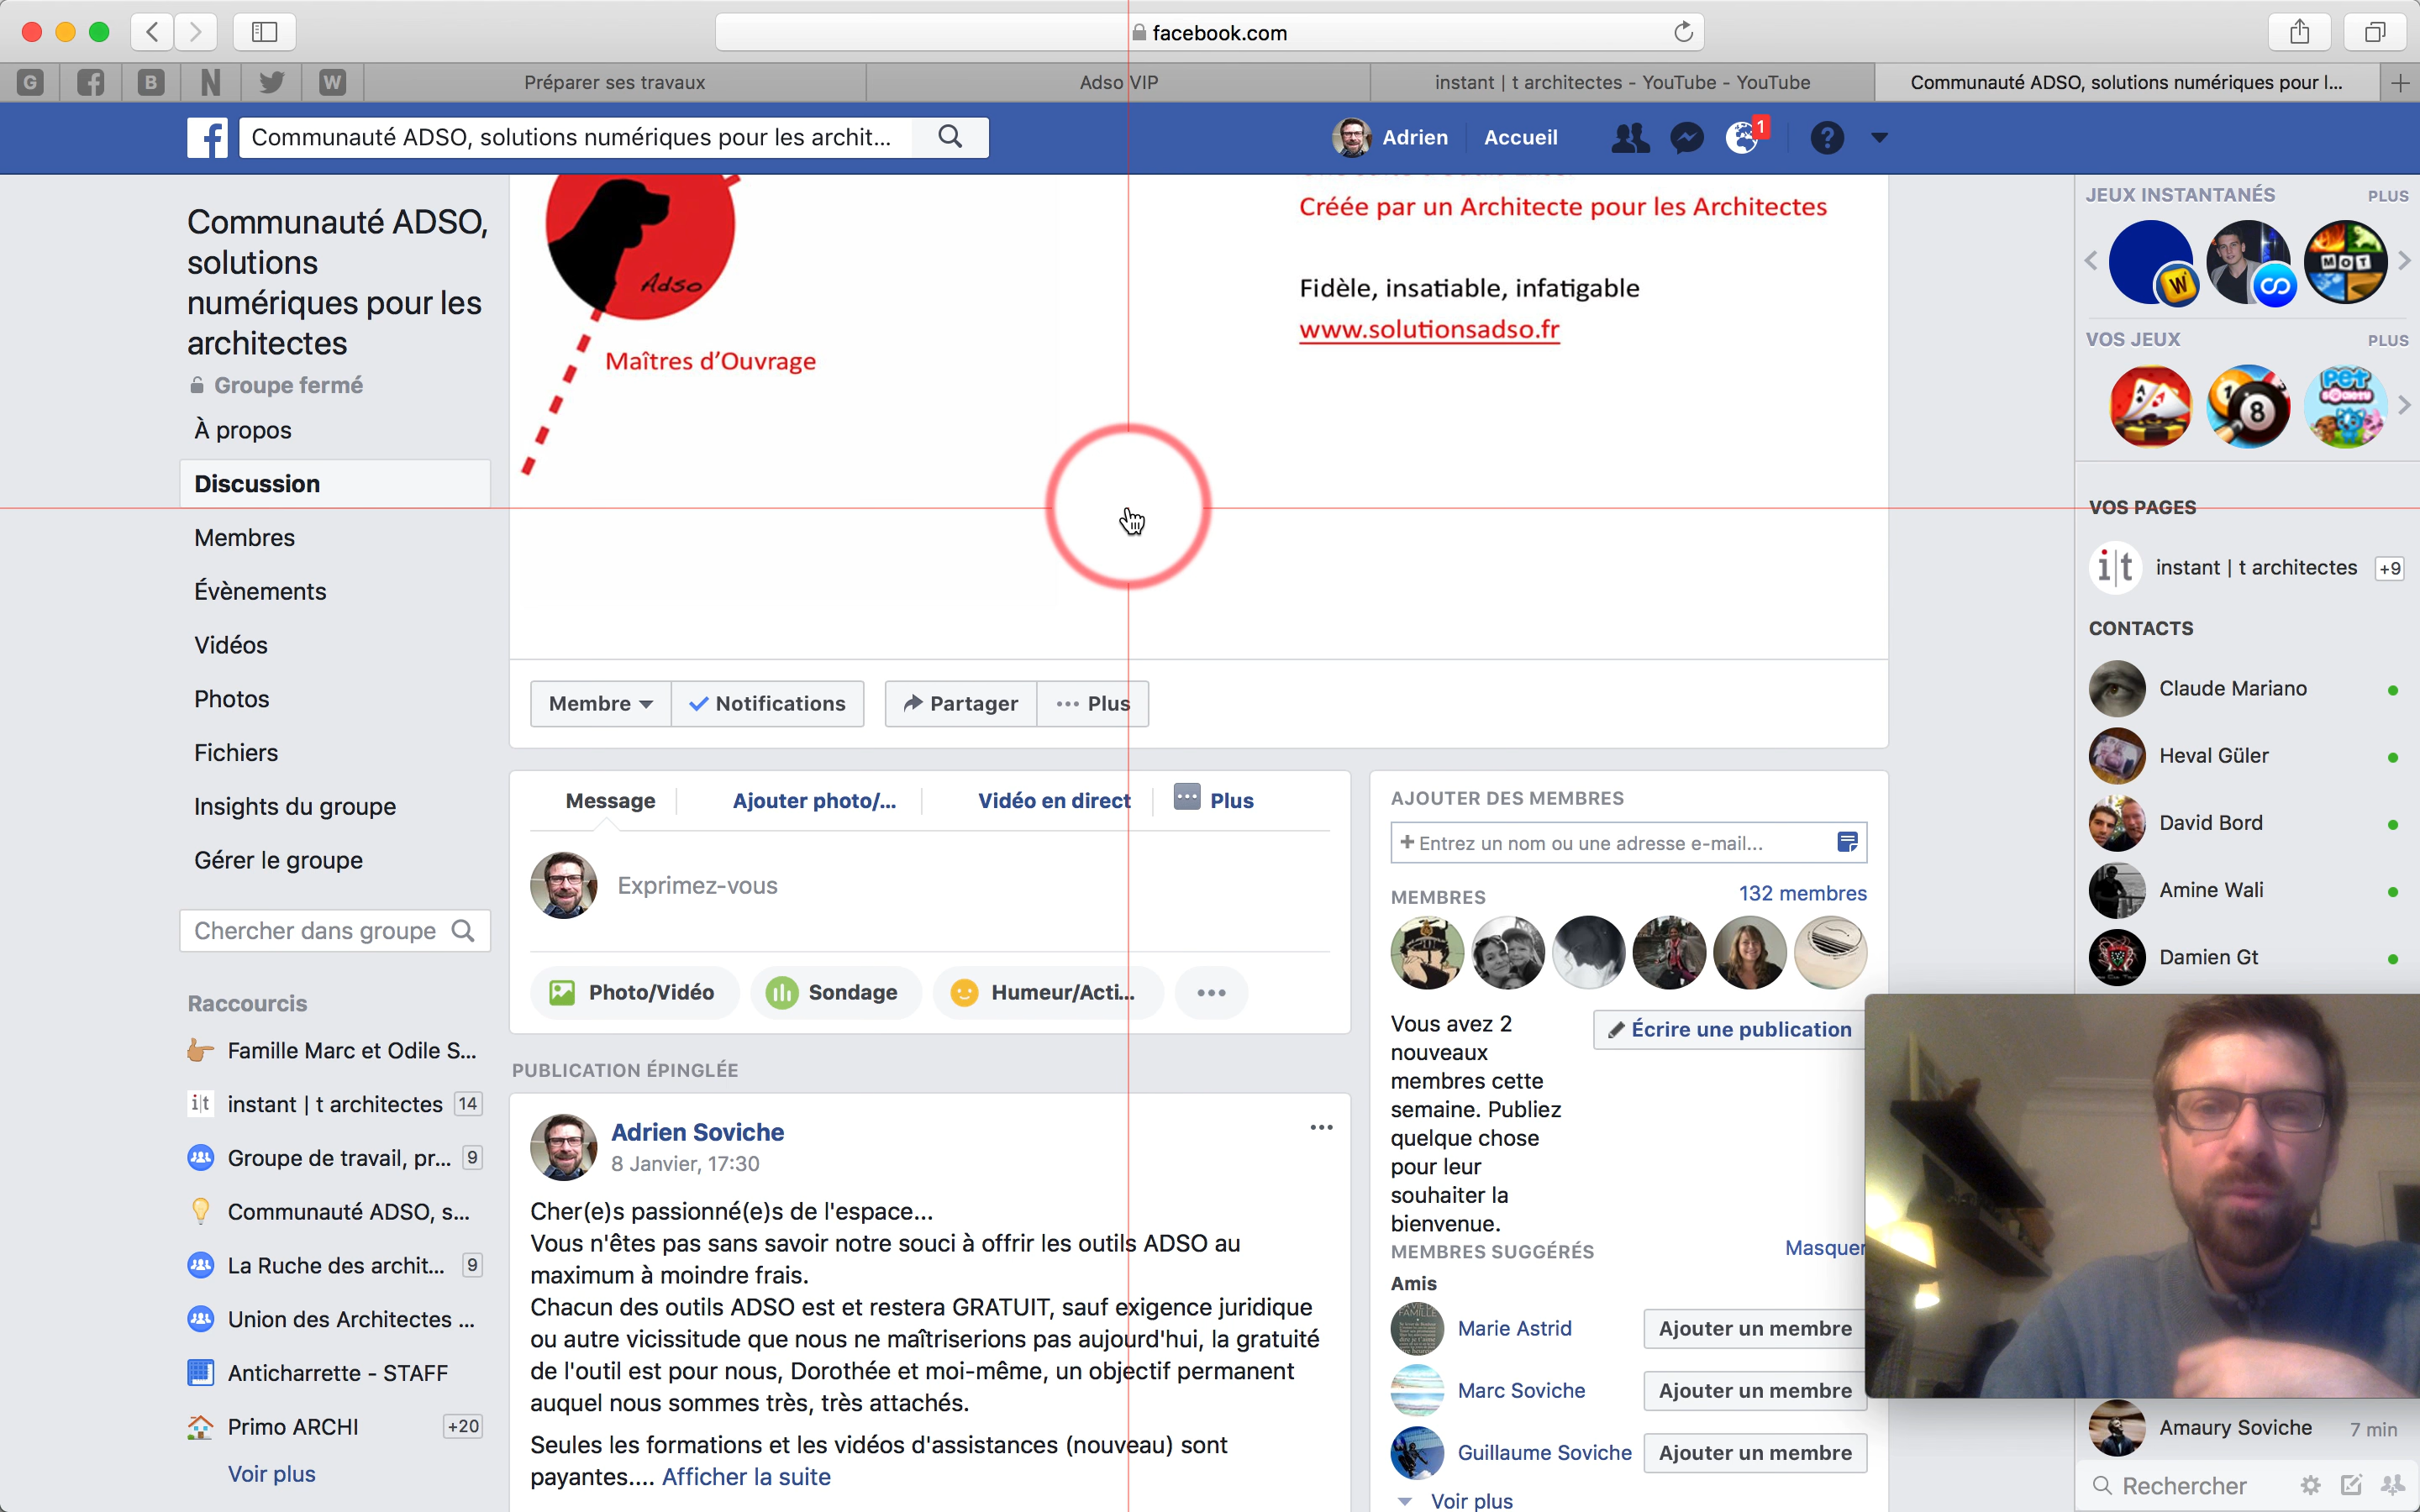 facebook.com
Préparer ses travaux
Adso VIP
instant | t architectes - YouTube - YouTube
Communauté ADSO, solutions numériques pour l...
G
B
N
W
Communauté ADSO, solutions numériques pour les archit...
Adrien
Accueil
1
Communauté ADSO,
solutions
numériques pour les
architectes
Groupe fermé
À propos
Discussion
Membres
Évènements
Vidéos
Photos
Fichiers
Insights du groupe
Gérer le groupe
Chercher dans groupe
Raccourcis
Famille Marc et Odile S...
i|t instant | t architectes 14
Groupe de travail, pr... 9
Communauté ADSO, s...
La Ruche des archit... 9
Union des Architectes ...
Anticharrette - STAFF
Primo ARCHI +20
Voir plus
Adso
Maîtres d'Ouvrage
Créée par un Architecte pour les Architectes
Fidèle, insatiable, infatigable
www.solutionsadso.fr
Membre
Notifications
Partager
Plus
Message
Ajouter photo/...
Vidéo en direct
Plus
Exprimez-vous
Photo/Vidéo
Sondage
Humeur/Acti...
PUBLICATION ÉPINGLÉE
Adrien Soviche
8 Janvier, 17:30
Cher(e)s passionné(e)s de l'espace...
Vous n'êtes pas sans savoir notre souci à offrir les outils ADSO au
maximum à moindre frais.
Chacun des outils ADSO est et restera GRATUIT, sauf exigence juridique
ou autre vicissitude que nous ne maîtriserions pas aujourd'hui, la gratuité
de l'outil est pour nous, Dorothée et moi-même, un objectif permanent
auquel nous sommes très, très attachés.
Seules les formations et les vidéos d'assistances (nouveau) sont
payantes.... Afficher la suite
AJOUTER DES MEMBRES
+ Entrez un nom ou une adresse e-mail...
MEMBRES
132 membres
Vous avez 2
nouveaux
membres cette
semaine. Publiez
quelque chose
pour leur
souhaiter la
bienvenue.
Écrire une publication
MEMBRES SUGGÉRÉS
Masquer
Amis
Marie Astrid
Ajouter un membre
Marc Soviche
Ajouter un membre
Guillaume Soviche
Ajouter un membre
Voir plus
JEUX INSTANTANÉS
PLUS
W
MOT
VOS JEUX
PLUS
8
Pet
Society
VOS PAGES
i|t instant | t architectes +9
CONTACTS
Claude Mariano
Heval Güler
David Bord
Amine Wali
Damien Gt
Amaury Soviche 7 min
Rechercher